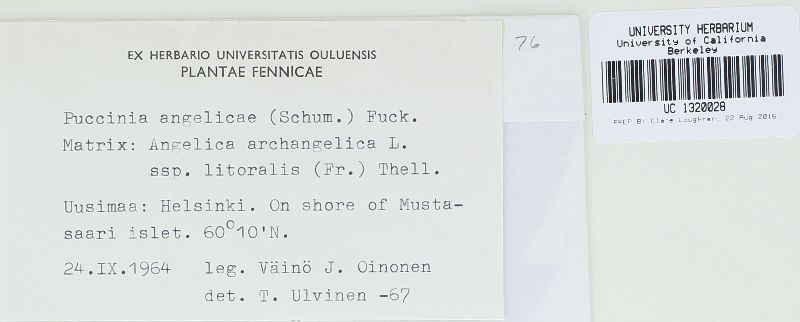 EX HERBARIO UNIVERSITATIS OULUENSIS
PLANTAE FENNICAE
Puccinia angelicae (Schum.) Fuck.
Matrix: Angelica archangelica L.
ssp. litoralis (Fr.) Thell.
Uusimaa: Helsinki. On shore of Musta-
saari islet. 60°10'N.
24.IX.1964 leg. Väinö J. Oinonen
det. T. Ulvinen -67
76
UNIVERSITY HERBARIUM
University of California
Berkeley
UC 1320028
PREP BY Clare Loughran, 22 Aug 2016